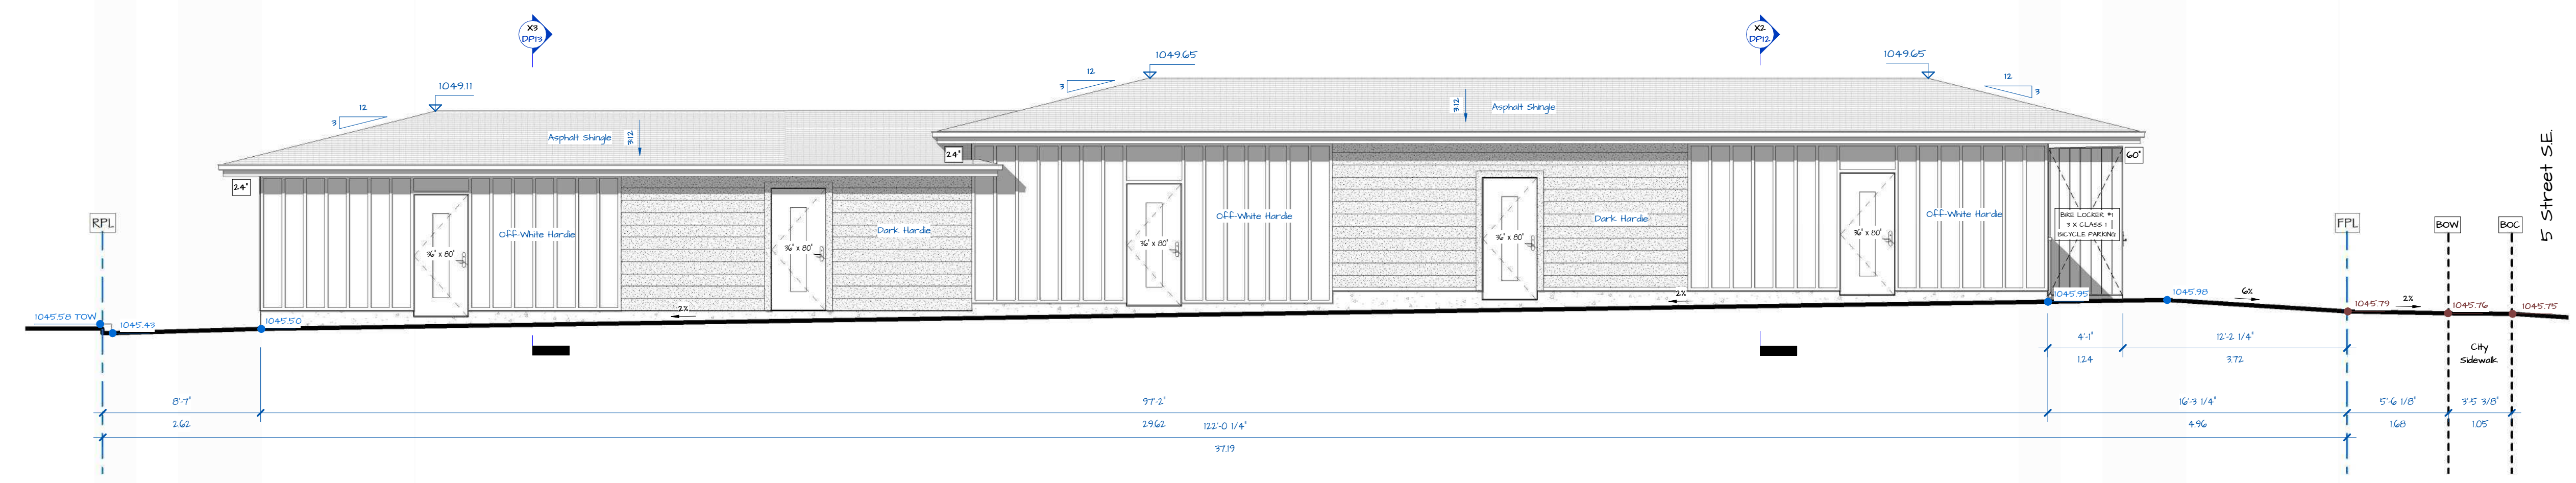 X3
DP13
X2
DP12
1049.11
1049.65
1049.65
12
3
12
3
12
3
Asphalt Shingle
3:12
Asphalt Shingle
3:12
24"
24"
60"
RPL
FPL
BOW
BOC
5 Street S.E.
Off-White Hardie
Dark Hardie
Off-White Hardie
Dark Hardie
Off-White Hardie
36" x 80"
36" x 80"
36" x 80"
36" x 80"
36" x 80"
BIKE LOCKER #1
3 X CLASS 1
BICYCLE PARKING
1045.58 TOW
1045.43
1045.50
2%
2%
1045.95
1045.98
6%
1045.79
2%
1045.76
1045.75
4'-1"
1.24
12'-2 1/4"
3.72
City
Sidewalk
8'-7"
2.62
97'-2"
29.62
16'-3 1/4"
4.96
5'-6 1/8"
1.68
3'-5 3/8"
1.05
122'-0 1/4"
37.19